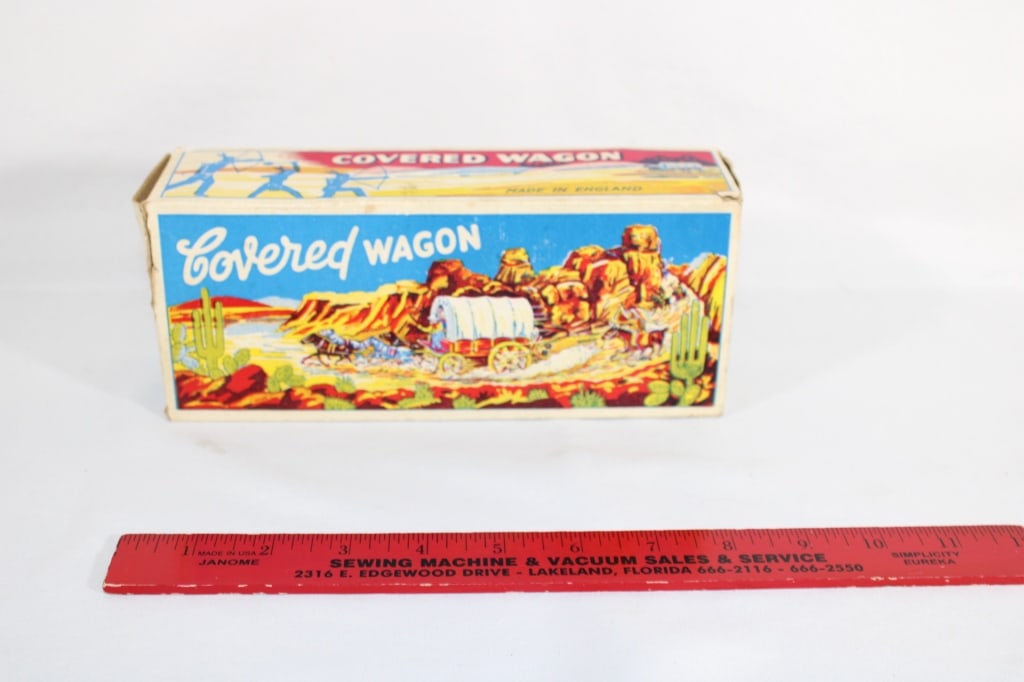 COVERED WAGON
MADE IN ENGLAND
Covered WAGON
1 2 3 4 5 6 7 8 9 10 11
MADE IN USA
JANOME
SEWING MACHINE & VACUUM SALES & SERVICE
2316 E. EDGEWOOD DRIVE - LAKELAND, FLORIDA 666-2116 - 666-2550
SIMPLICITY
EUREKA